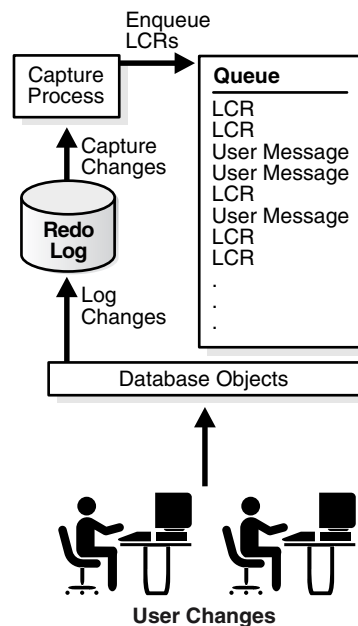 Enqueue
LCRs
Capture
Process
Queue
LCR
LCR
User Message
User Message
LCR
User Message
LCR
LCR
.
.
.
Capture
Changes
Redo
Log
Log
Changes
Database Objects
User Changes